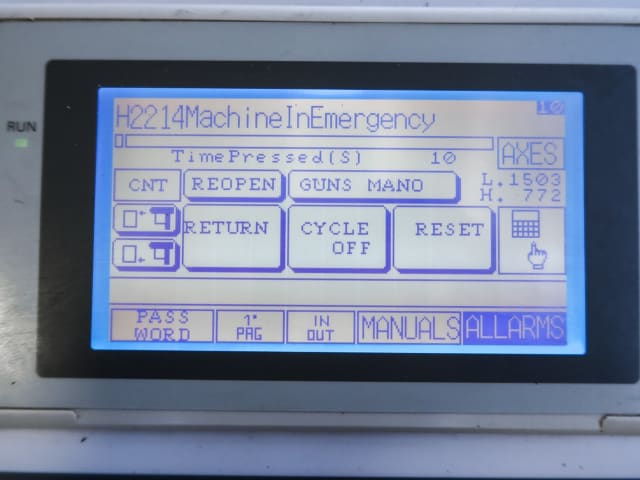 RUN
10
H2214MachineInEmergency
TimePressed(S) 10
AXES
CNT REOPEN GUNS MANO
L.1503
H. 772
RETURN
CYCLE
OFF
RESET
PASS
WORD
1°
PAG
IN
OUT
MANUALS
ALLARMS